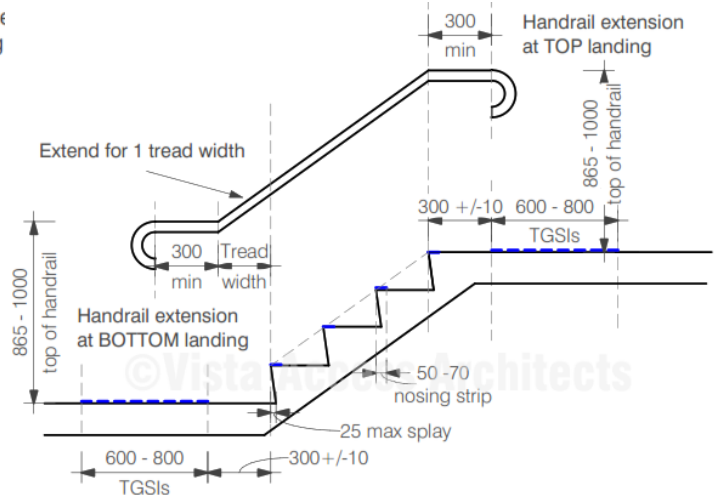 300
min
Handrail extension
at TOP landing
865 - 1000
top of handrail
Extend for 1 tread width
300 +/-10
600 - 800
TGSIs
300
min
Tread
width
865 - 1000
top of handrail
Handrail extension
at BOTTOM landing
©Vista Access Architects
50 -70
nosing strip
25 max splay
600 - 800
TGSIs
300+/-10